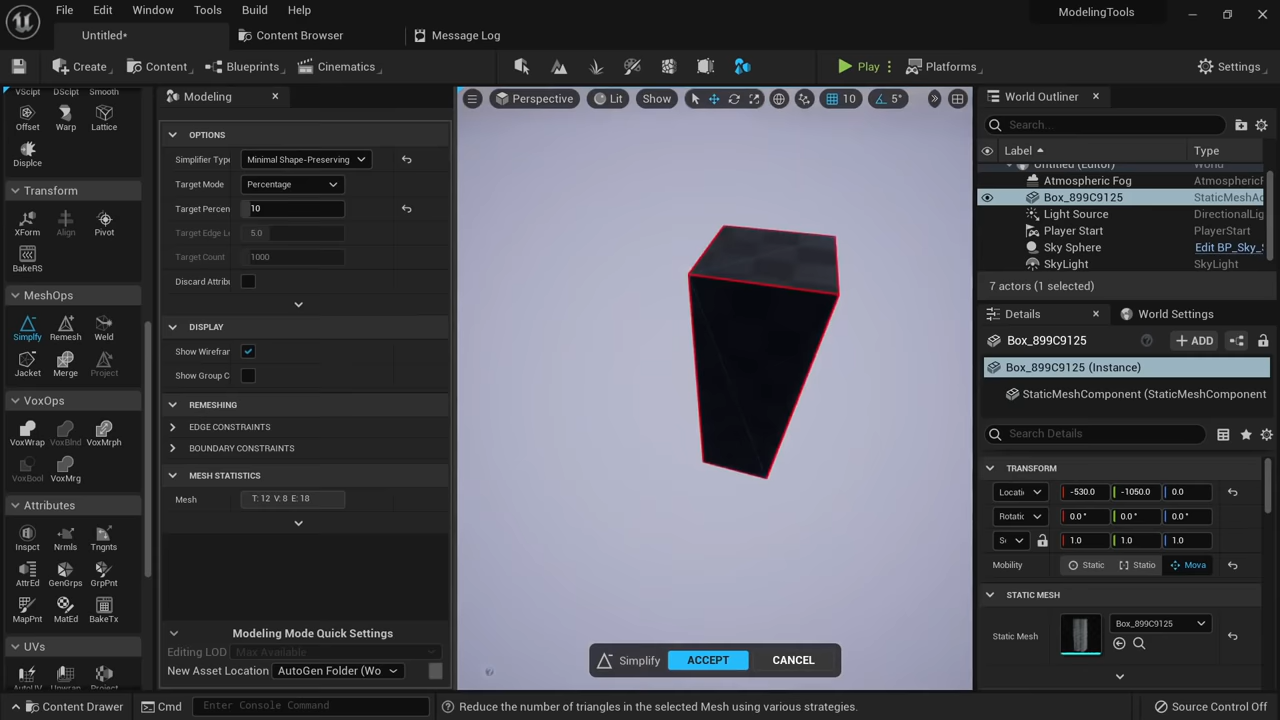 File Edit Window Tools Build Help ModelingTools
Untitled* Content Browser Message Log
Create Content Blueprints Cinematics Play Platforms Settings
VSclpt DSclpt Smooth
Offset Warp Lattice
Displce
Transform
XForm Align Pivot
BakeRS
MeshOps
Simplfy Remesh Weld
Jacket Merge Project
VoxOps
VoxWrap VoxBlnd VoxMrph
VoxBool VoxMrg
Attributes
Inspct Nrmls Tngnts
AttrEd GenGrps GrpPnt
MapPnt MatEd BakeTx
UVs
AutoUV Unwrap Project
Modeling
OPTIONS
Simplifier Type Minimal Shape-Preserving
Target Mode Percentage
Target Percen 10
Target Edge Le 5.0
Target Count 1000
Discard Attribu
DISPLAY
Show Wirefrar
Show Group C
REMESHING
EDGE CONSTRAINTS
BOUNDARY CONSTRAINTS
MESH STATISTICS
Mesh T: 12 V: 8 E: 18
Modeling Mode Quick Settings
Editing LOD Max Available
New Asset Location AutoGen Folder (Wo
Perspective Lit Show 10 5°
Simplify ACCEPT CANCEL
World Outliner
Search...
Label Type
Untitled (Editor) World
Atmospheric Fog AtmosphericF
Box_899C9125 StaticMeshAc
Light Source DirectionalLig
Player Start PlayerStart
Sky Sphere Edit BP_Sky_S
SkyLight SkyLight
7 actors (1 selected)
Details World Settings
Box_899C9125 ADD
Box_899C9125 (Instance)
StaticMeshComponent (StaticMeshComponent
Search Details
TRANSFORM
Locati -530.0 -1050.0 0.0
Rotatic 0.0 ° 0.0 ° 0.0 °
Sc 1.0 1.0 1.0
Mobility Static Statio Mova
STATIC MESH
Static Mesh Box_899C9125
Content Drawer Cmd Enter Console Command Reduce the number of triangles in the selected Mesh using various strategies. Source Control Off